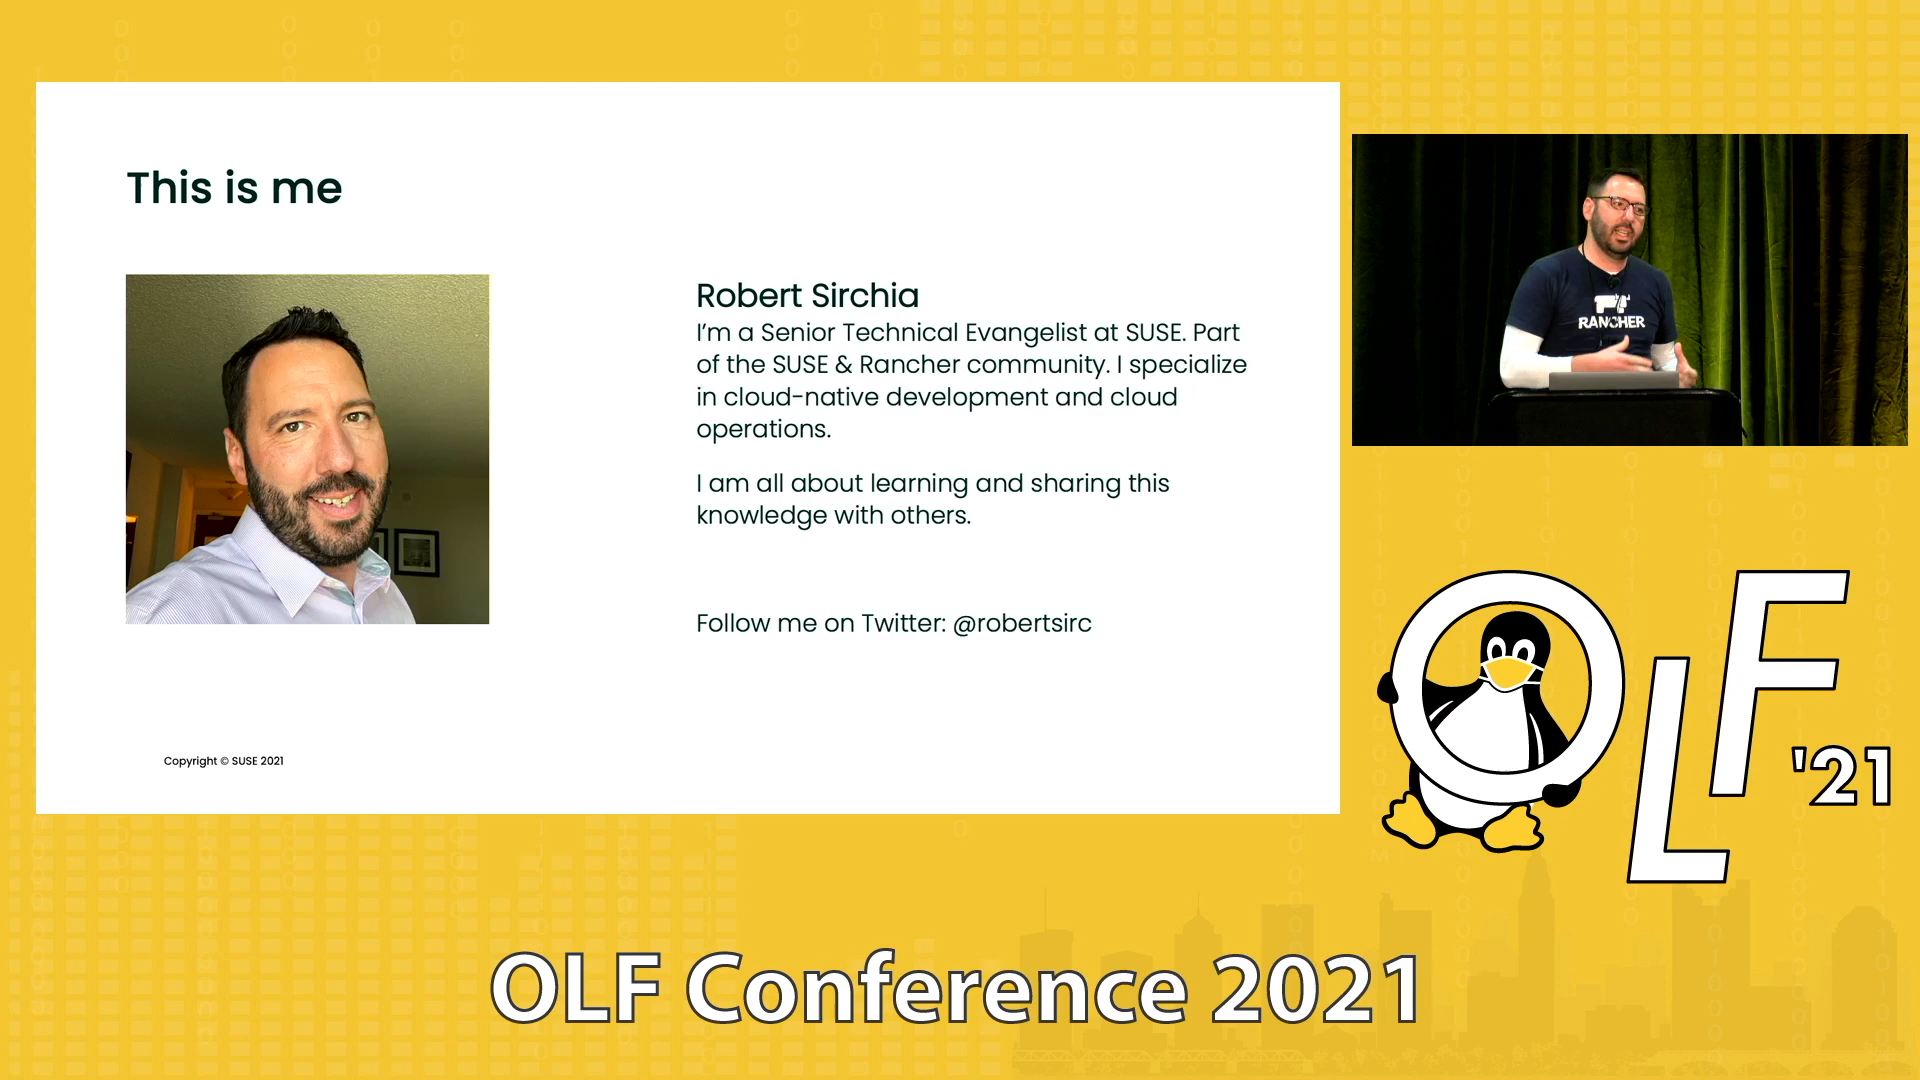 This is me
Robert Sirchia
I'm a Senior Technical Evangelist at SUSE. Part
of the SUSE & Rancher community. I specialize
in cloud-native development and cloud
operations.
I am all about learning and sharing this
knowledge with others.
Follow me on Twitter: @robertsirc
Copyright © SUSE 2021
RANCHER
OLF
'21
OLF Conference 2021